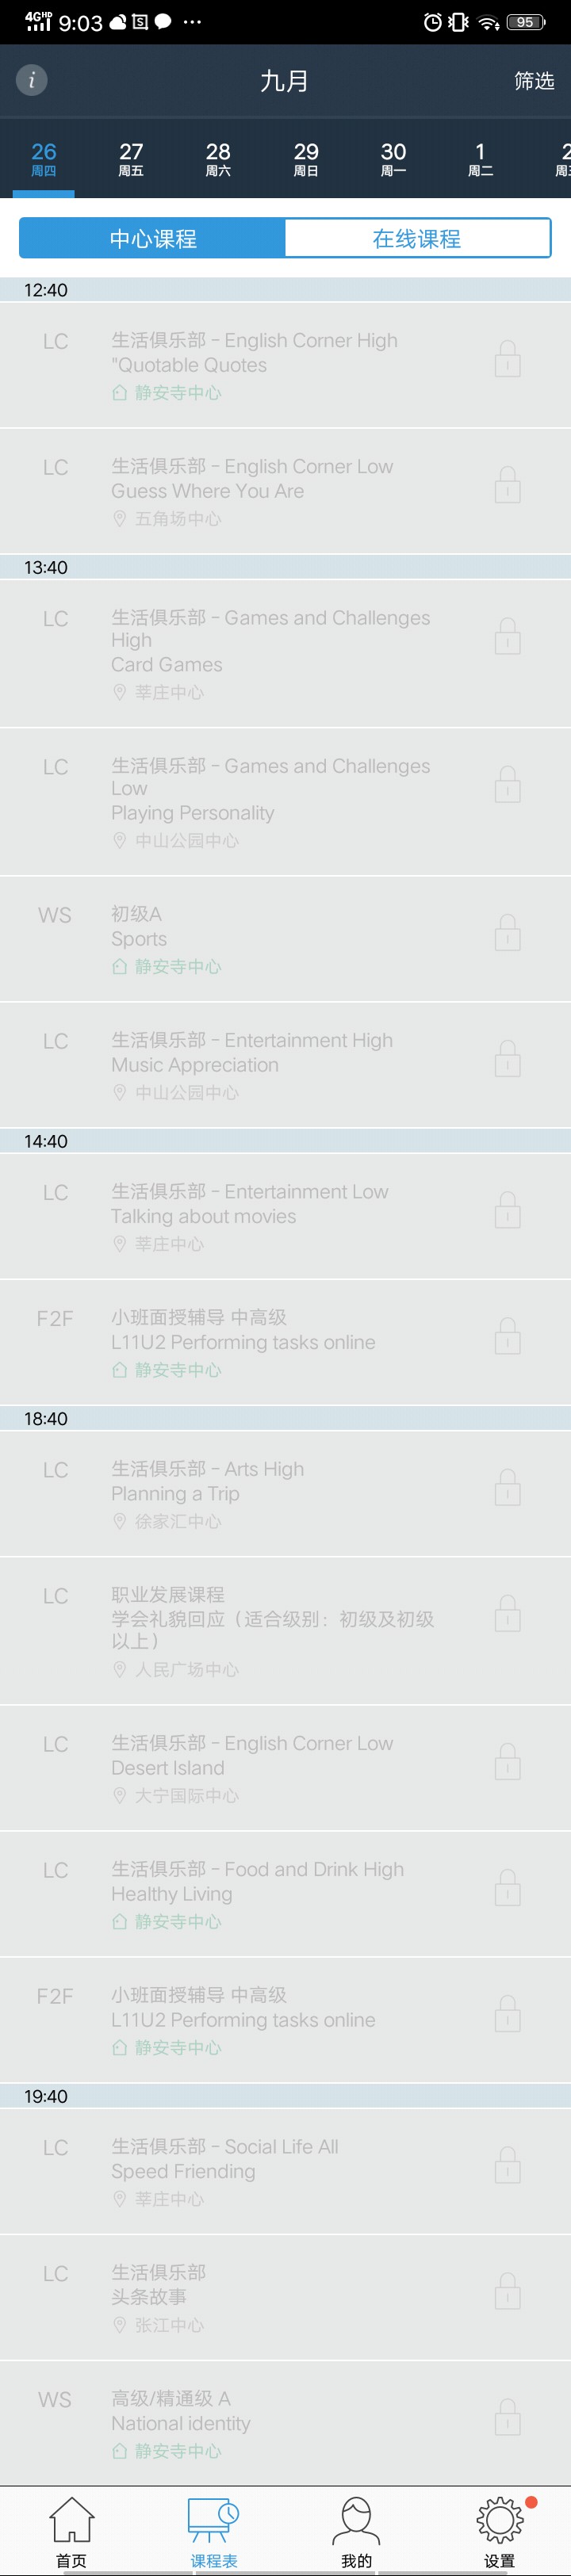 4GHD 9:03 ... 95
i 九月 筛选
26 27 28 29 30 1 2
周四 周五 周六 周日 周一 周二 周三
中心课程 在线课程
12:40
LC 生活俱乐部 - English Corner High
"Quotable Quotes
静安寺中心
LC 生活俱乐部 - English Corner Low
Guess Where You Are
五角场中心
13:40
LC 生活俱乐部 - Games and Challenges
High
Card Games
莘庄中心
LC 生活俱乐部 - Games and Challenges
Low
Playing Personality
中山公园中心
WS 初级A
Sports
静安寺中心
LC 生活俱乐部 - Entertainment High
Music Appreciation
中山公园中心
14:40
LC 生活俱乐部 - Entertainment Low
Talking about movies
莘庄中心
F2F 小班面授辅导 中高级
L11U2 Performing tasks online
静安寺中心
18:40
LC 生活俱乐部 - Arts High
Planning a Trip
徐家汇中心
LC 职业发展课程
学会礼貌回应（适合级别：初级及初级
以上）
人民广场中心
LC 生活俱乐部 - English Corner Low
Desert Island
大宁国际中心
LC 生活俱乐部 - Food and Drink High
Healthy Living
静安寺中心
F2F 小班面授辅导 中高级
L11U2 Performing tasks online
静安寺中心
19:40
LC 生活俱乐部 - Social Life All
Speed Friending
莘庄中心
LC 生活俱乐部
头条故事
张江中心
WS 高级/精通级 A
National identity
静安寺中心
首页 课程表 我的 设置